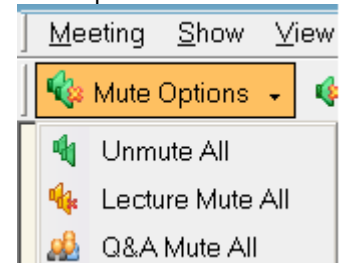 Meeting Show View
Mute Options
Unmute All
Lecture Mute All
Q&A Mute All